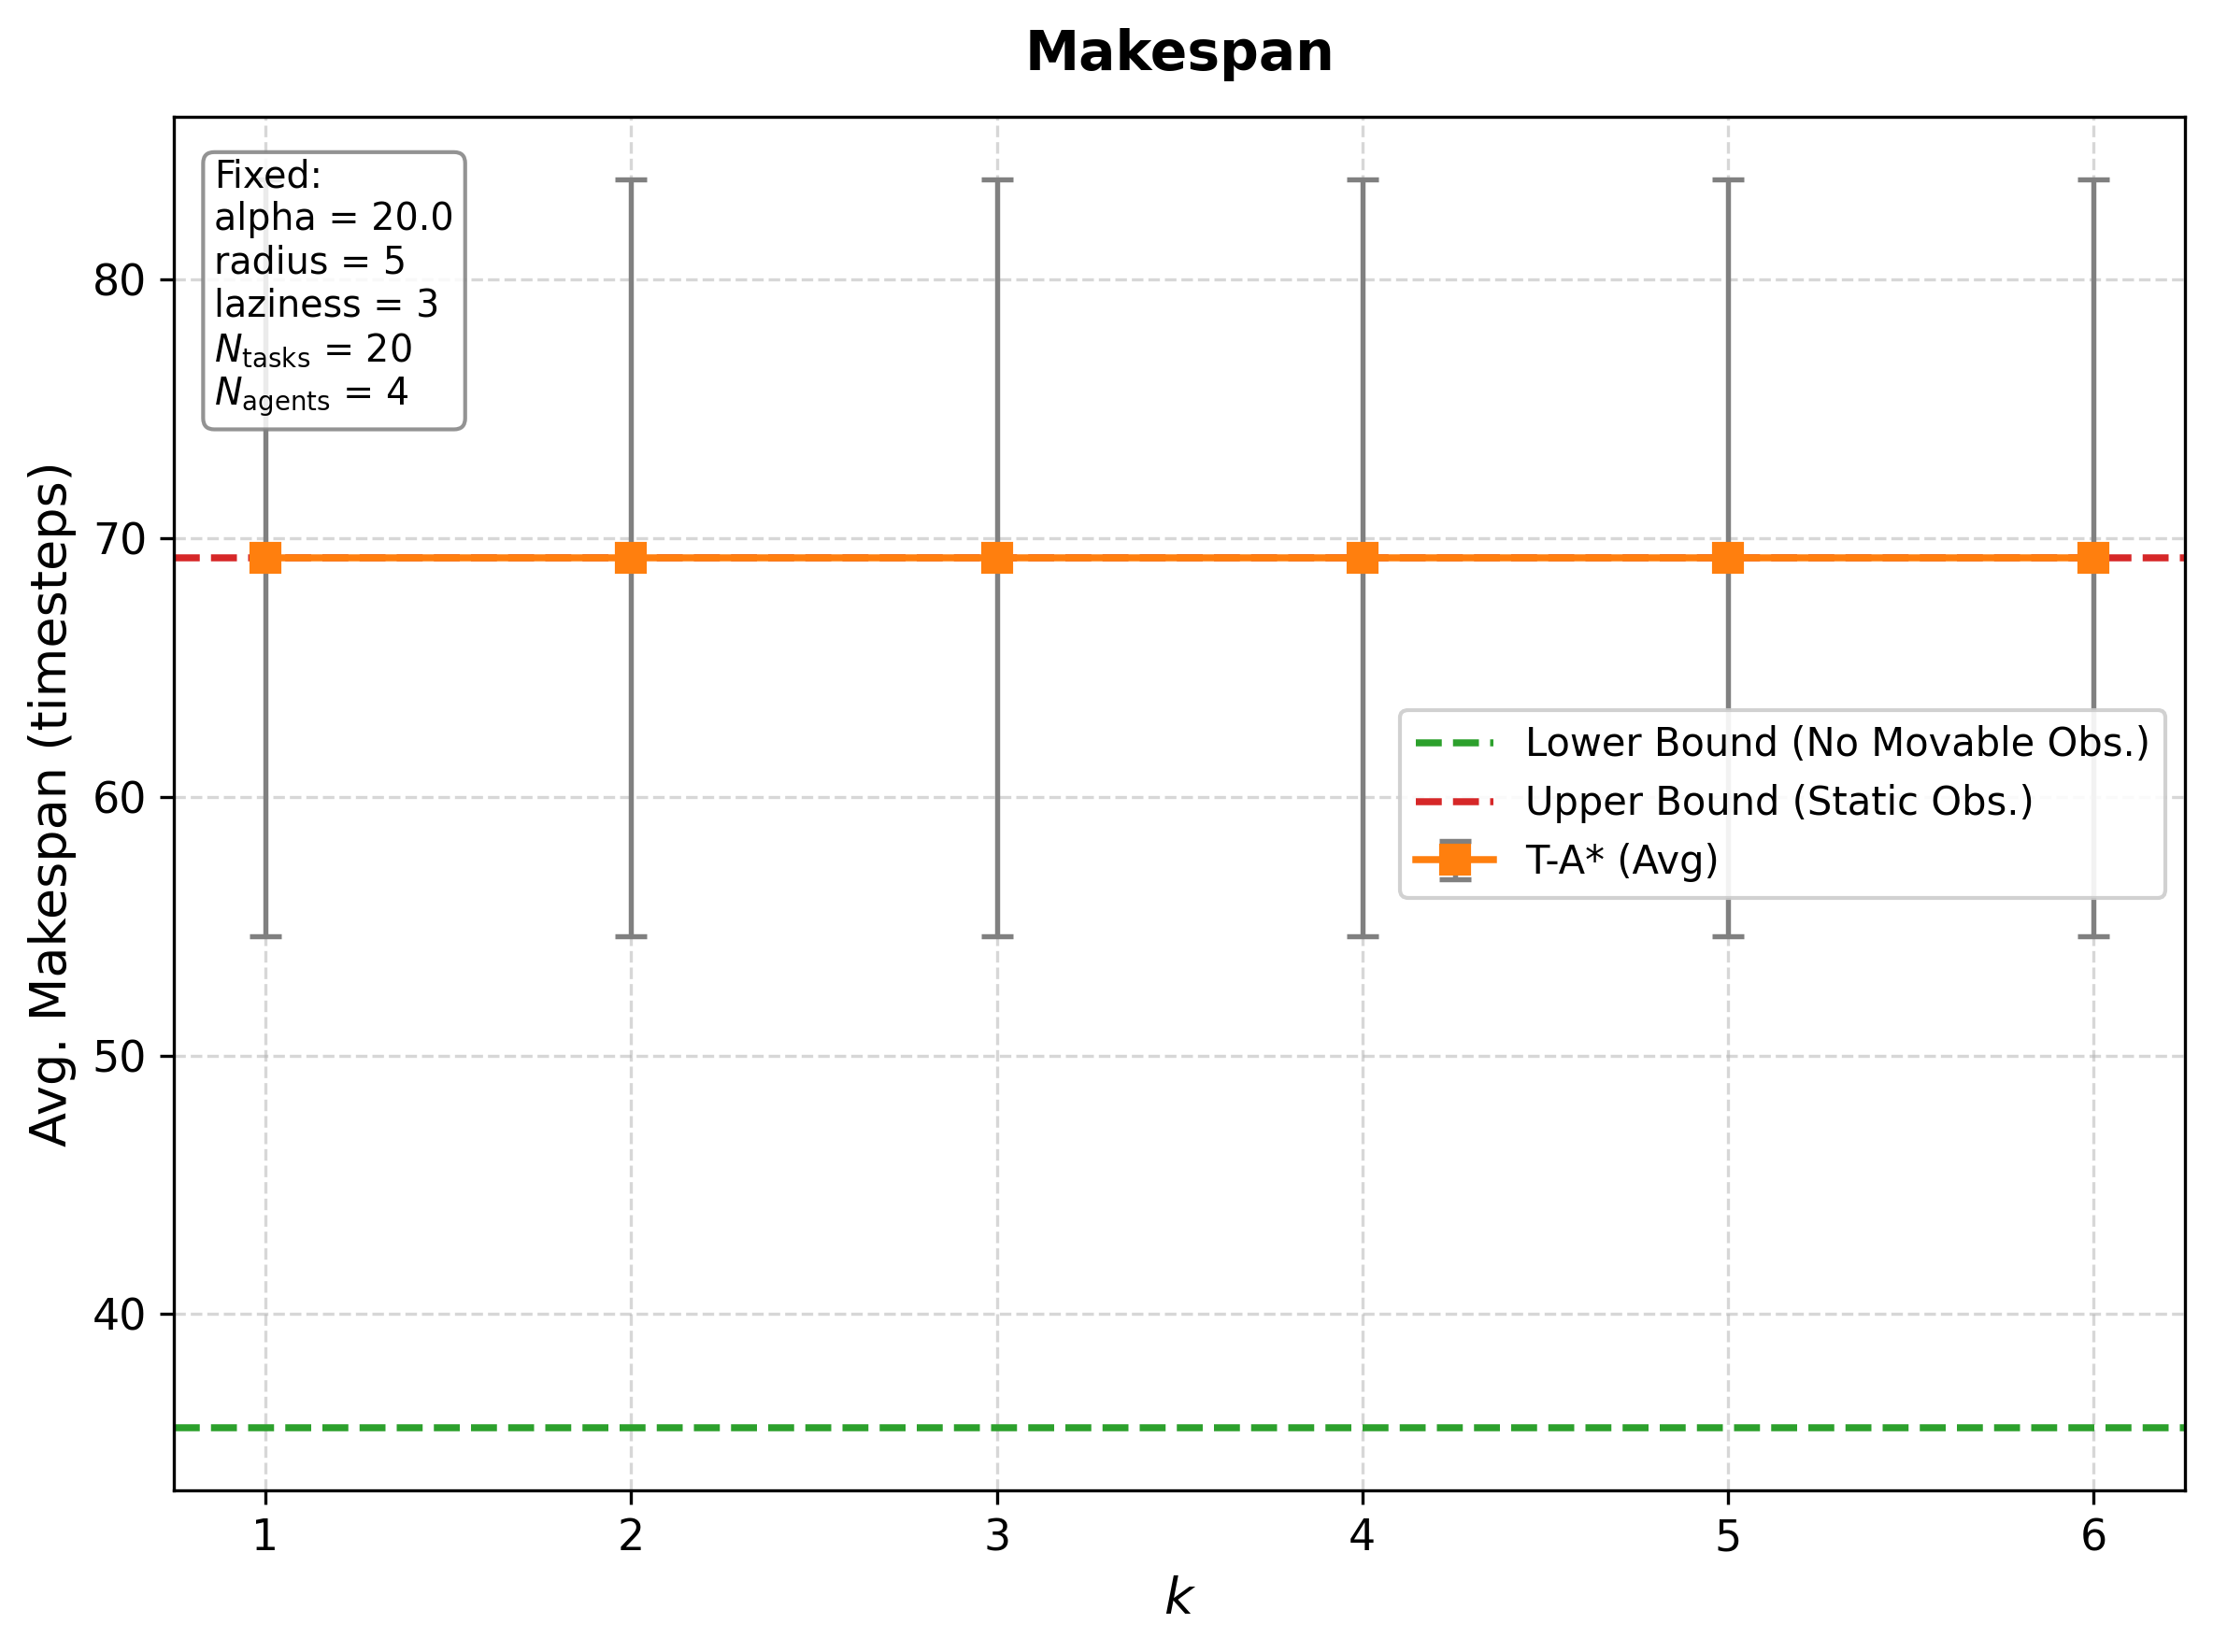 Makespan
Fixed:
alpha = 20.0
radius = 5
laziness = 3
N_tasks = 20
N_agents = 4
80
70
60
50
40
Avg. Makespan (timesteps)
Lower Bound (No Movable Obs.)
Upper Bound (Static Obs.)
T-A* (Avg)
1 2 3 4 5 6
k